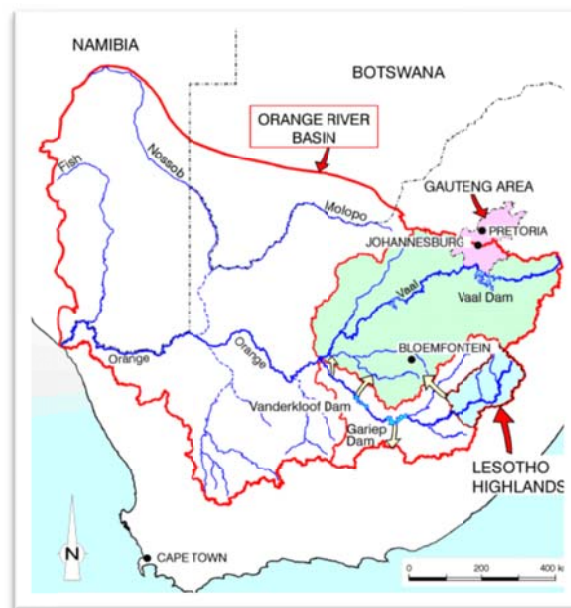 NAMIBIA
BOTSWANA
ORANGE RIVER
BASIN
Fish
Nossob
Molopo
GAUTENG AREA
PRETORIA
JOHANNESBURG
Vaal
Vaal Dam
Orange
Orange
BLOEMFONTEIN
Vanderkloof Dam
Gariep
Dam
LESOTHO
HIGHLANDS
N
CAPE TOWN
0 200 400 k